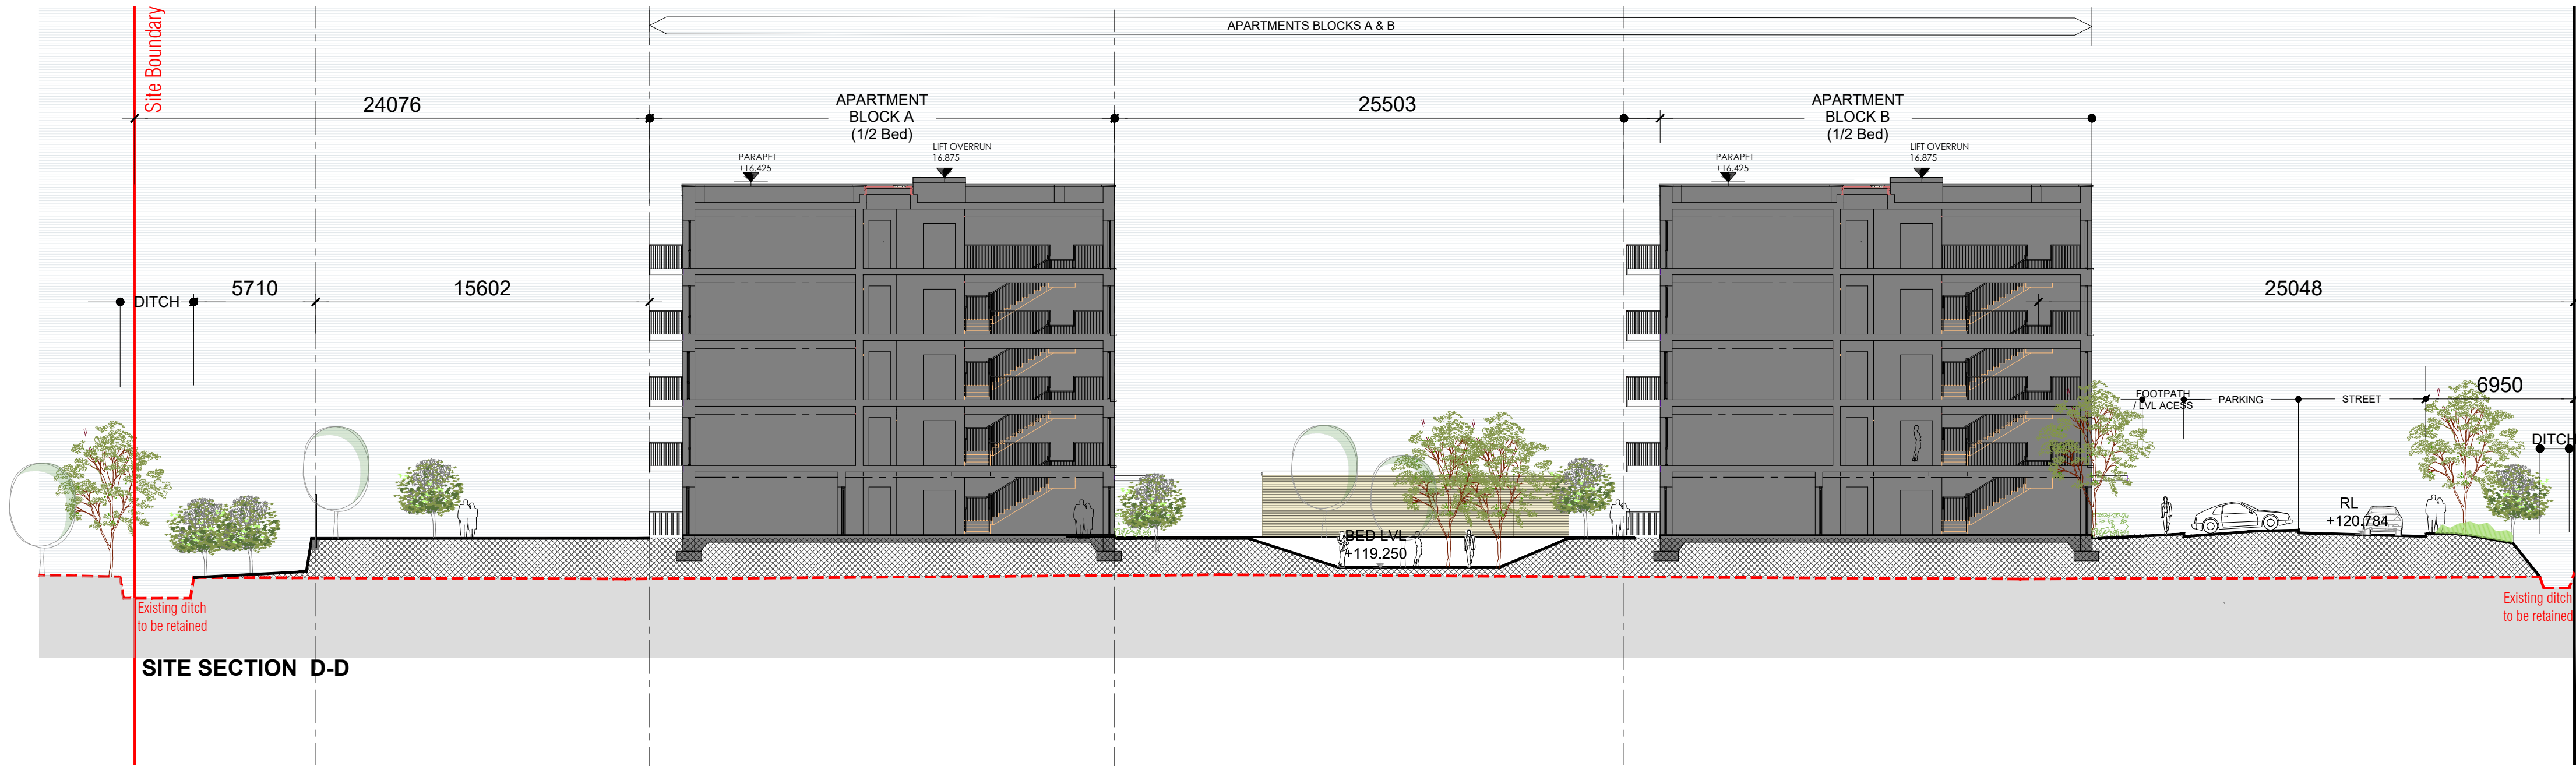 Site Boundary
APARTMENTS BLOCKS A & B
24076
APARTMENT
BLOCK A
(1/2 Bed)
25503
APARTMENT
BLOCK B
(1/2 Bed)
PARAPET
+16.425
LIFT OVERRUN
16.875
PARAPET
+16.425
LIFT OVERRUN
16.875
DITCH
5710
15602
25048
FOOTPATH
/ LVL ACESS
PARKING
STREET
6950
DITCH
BED LVL
+119.250
RL
+120.784
Existing ditch
to be retained
Existing ditch
to be retained
SITE SECTION D-D